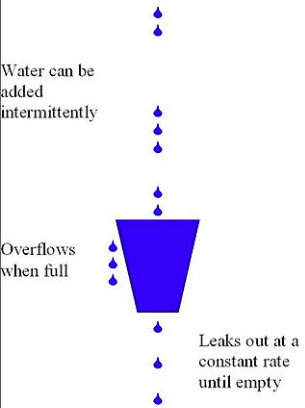 Water can be
added
intermittently
Overflows
when full
Leaks out at a
constant rate
until empty